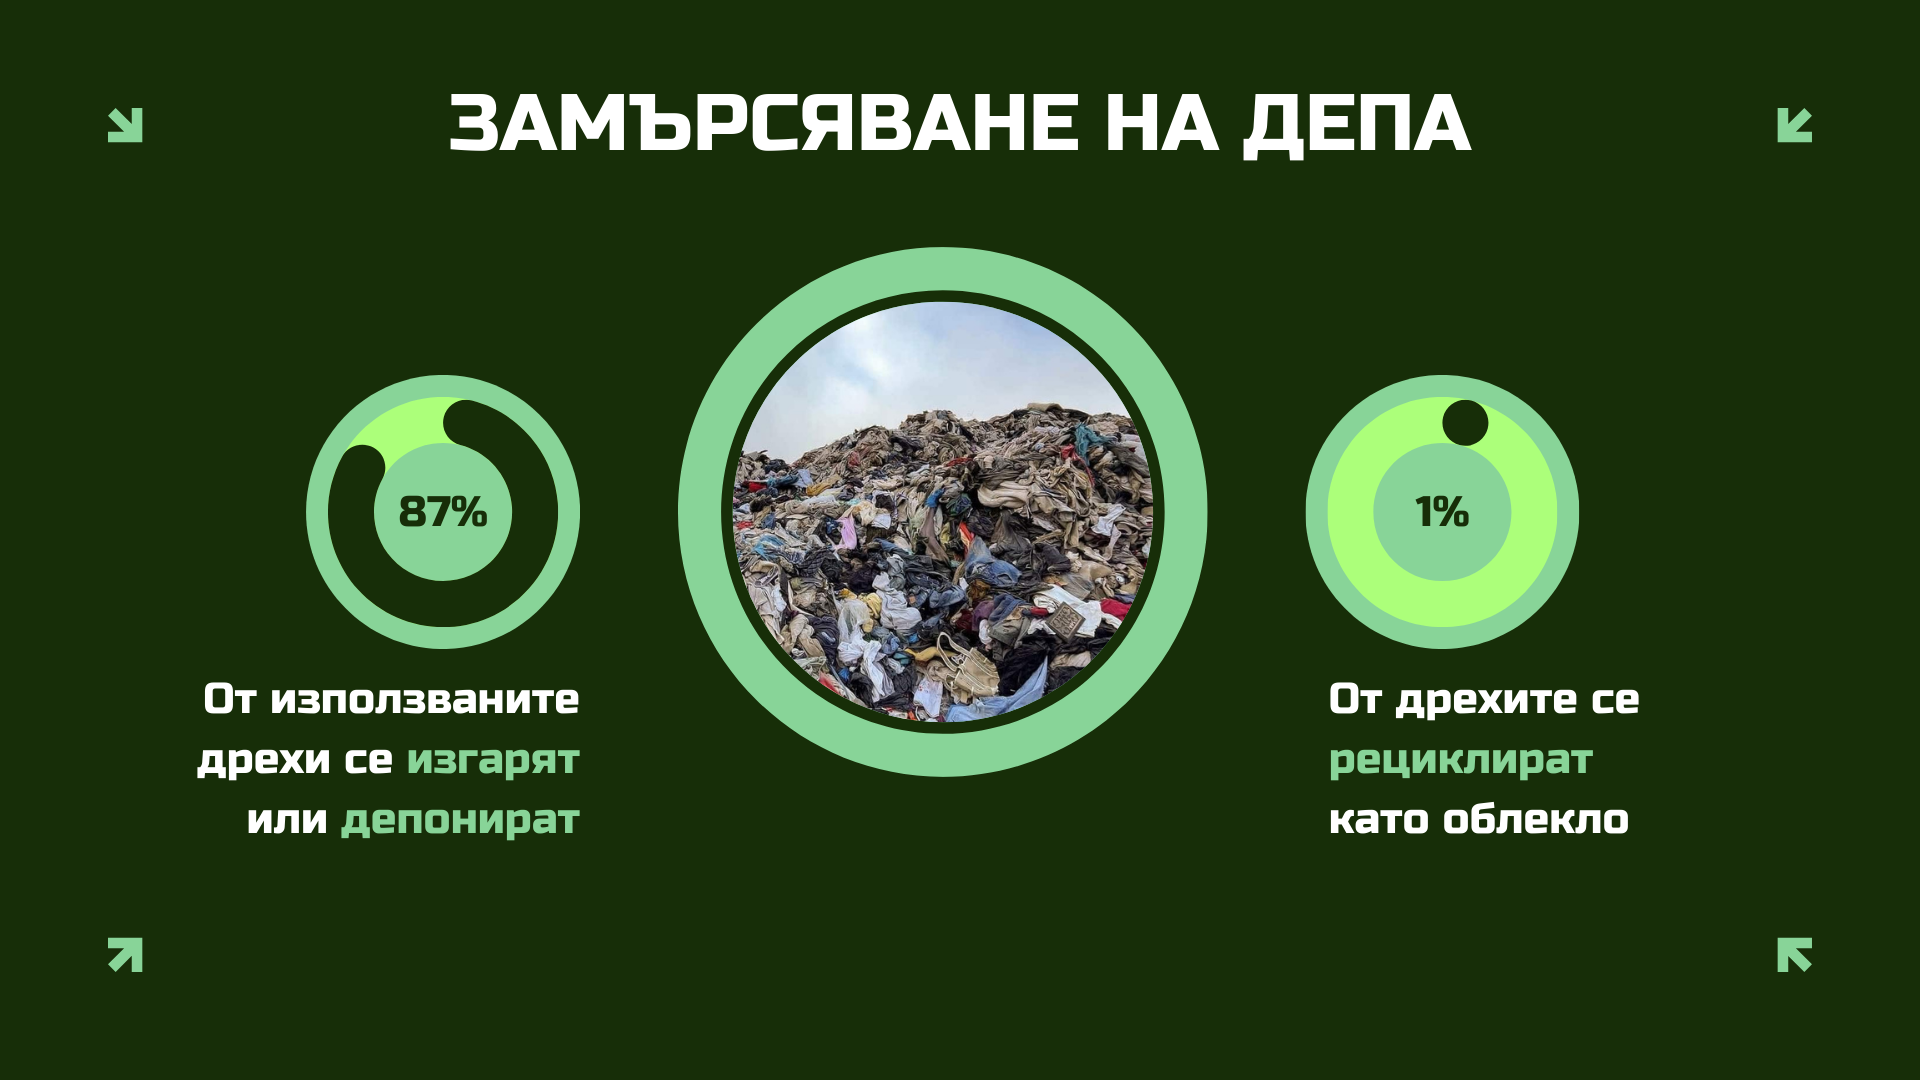 ЗАМЪРСЯВАНЕ НА ДЕПА
87%
От използваните
дрехи се изгарят
или депонират
1%
От дрехите се
рециклират
като облекло